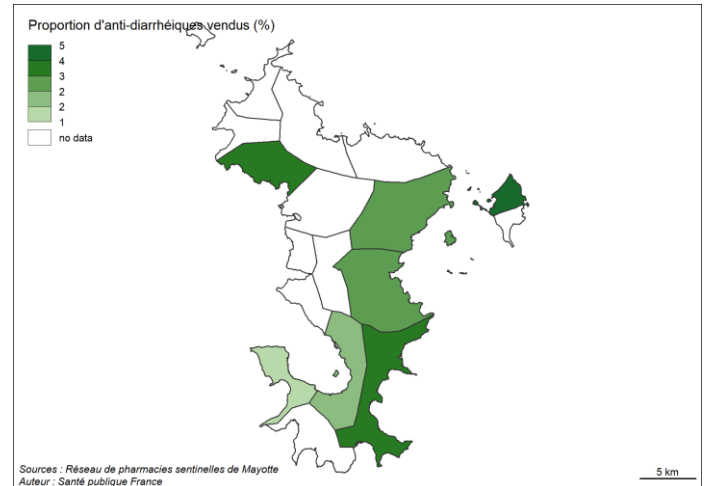 Proportion d'anti-diarrhéiques vendus (%)
5
4
3
2
2
1
no data
Sources : Réseau de pharmacies sentinelles de Mayotte
Auteur : Santé publique France
5 km